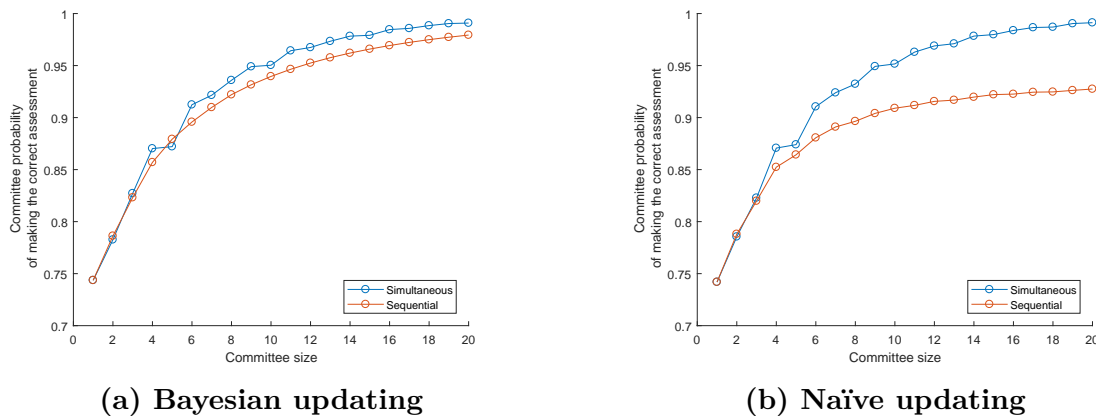 Committee probability
of making the correct assessment
1
0.95
0.9
0.85
0.8
0.75
0.7
0 2 4 6 8 10 12 14 16 18 20
Committee size
Simultaneous
Sequential
(a) Bayesian updating
Committee probability
of making the correct assessment
1
0.95
0.9
0.85
0.8
0.75
0.7
0 2 4 6 8 10 12 14 16 18 20
Committee size
Simultaneous
Sequential
(b) Naïve updating